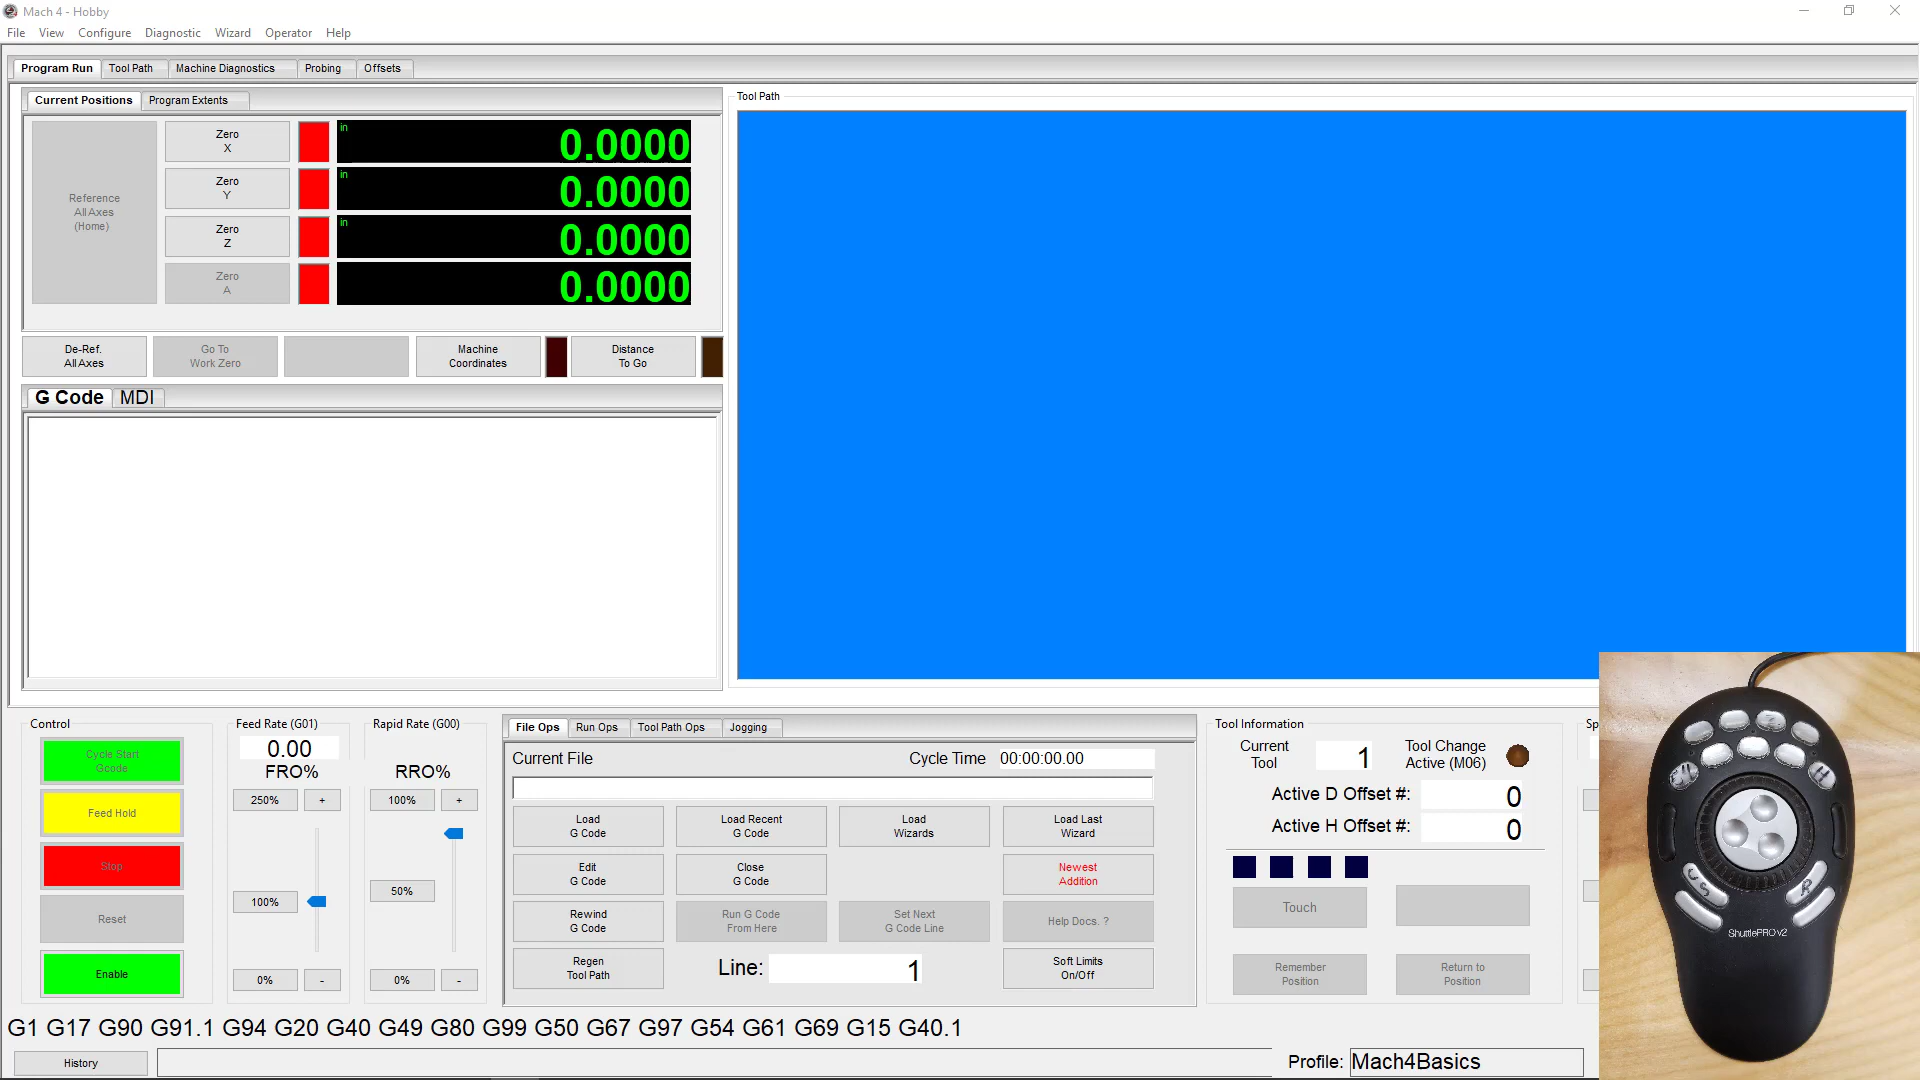 Mach 4 - Hobby
File View Configure Diagnostic Wizard Operator Help
Program Run Tool Path Machine Diagnostics Probing Offsets
Current Positions Program Extents
Tool Path
Reference
All Axes
(Home)
Zero
X
in
0.0000
Zero
Y
in
0.0000
Zero
Z
in
0.0000
Zero
A
0.0000
De-Ref.
All Axes
Go To
Work Zero
Machine
Coordinates
Distance
To Go
G Code MDI
Control
Cycle Start
Gcode
Feed Hold
Stop
Reset
Enable
Feed Rate (G01)
0.00
FRO%
250% +
100%
0% -
Rapid Rate (G00)
RRO%
100% +
50%
0% -
File Ops Run Ops Tool Path Ops Jogging
Current File Cycle Time 00:00:00.00
Load
G Code
Load Recent
G Code
Load
Wizards
Load Last
Wizard
Edit
G Code
Close
G Code
Newest
Addition
Rewind
G Code
Run G Code
From Here
Set Next
G Code Line
Help Docs. ?
Regen
Tool Path
Line: 1
Soft Limits
On/Off
Tool Information
Current
Tool
1
Tool Change
Active (M06)
Active D Offset #: 0
Active H Offset #: 0
Touch
Remember
Position
Return to
Position
Sp
H
R
ShuttlePRO v2
G1 G17 G90 G91.1 G94 G20 G40 G49 G80 G99 G50 G67 G97 G54 G61 G69 G15 G40.1
History
Profile: Mach4Basics